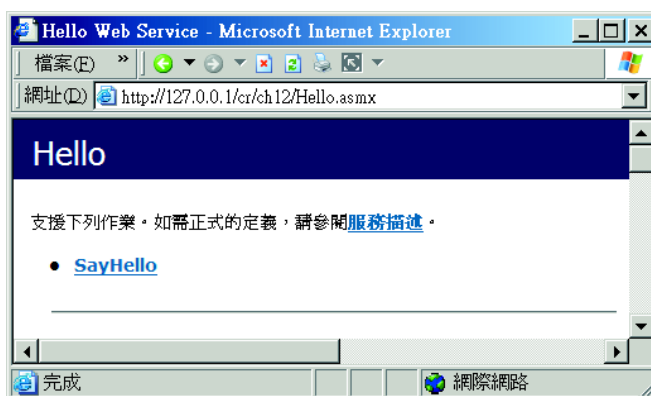 Hello Web Service - Microsoft Internet Explorer
檔案(F) »
網址(D) http://127.0.0.1/cr/ch12/Hello.asmx
Hello
支援下列作業。如需正式的定義，請參閱服務描述。
• SayHello
完成 網際網路